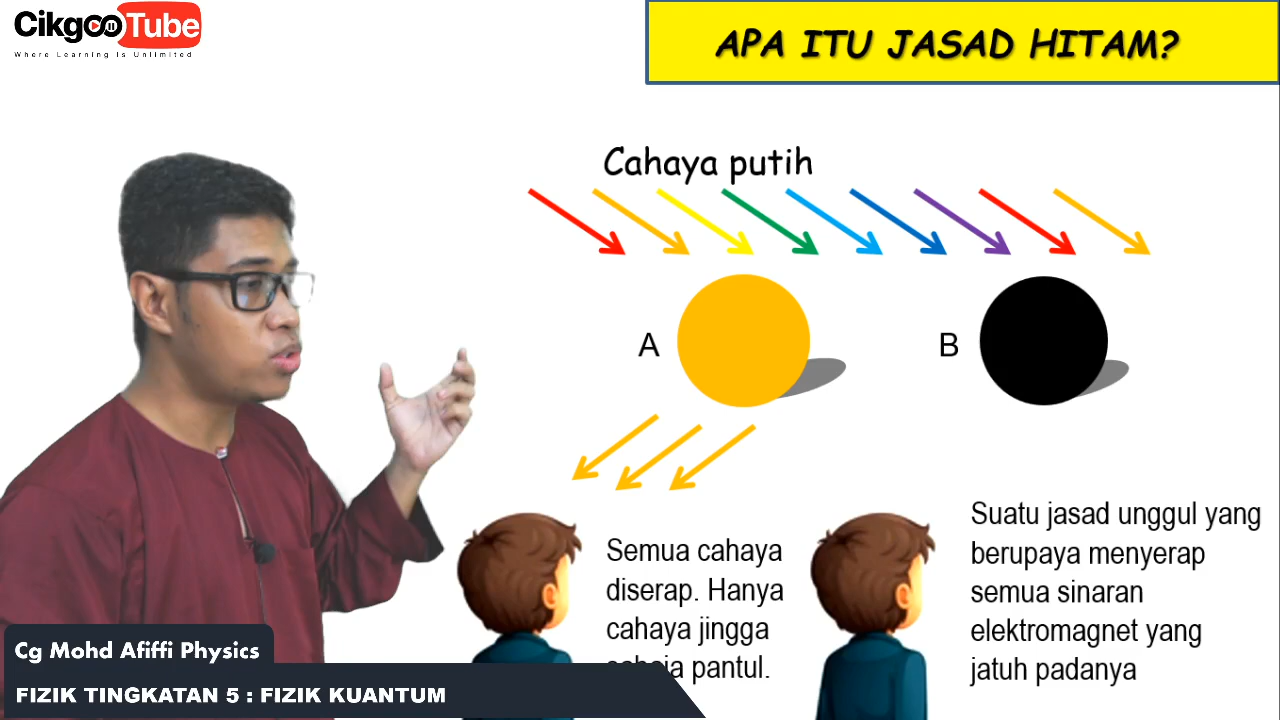 CikgooTube
Where Learning Is Unlimited
APA ITU JASAD HITAM?
Cahaya putih
A
B
Semua cahaya
diserap. Hanya
cahaya jingga
pantul.
Suatu jasad unggul yang
berupaya menyerap
semua sinaran
elektromagnet yang
jatuh padanya
Cg Mohd Afiffi Physics
FIZIK TINGKATAN 5 : FIZIK KUANTUM